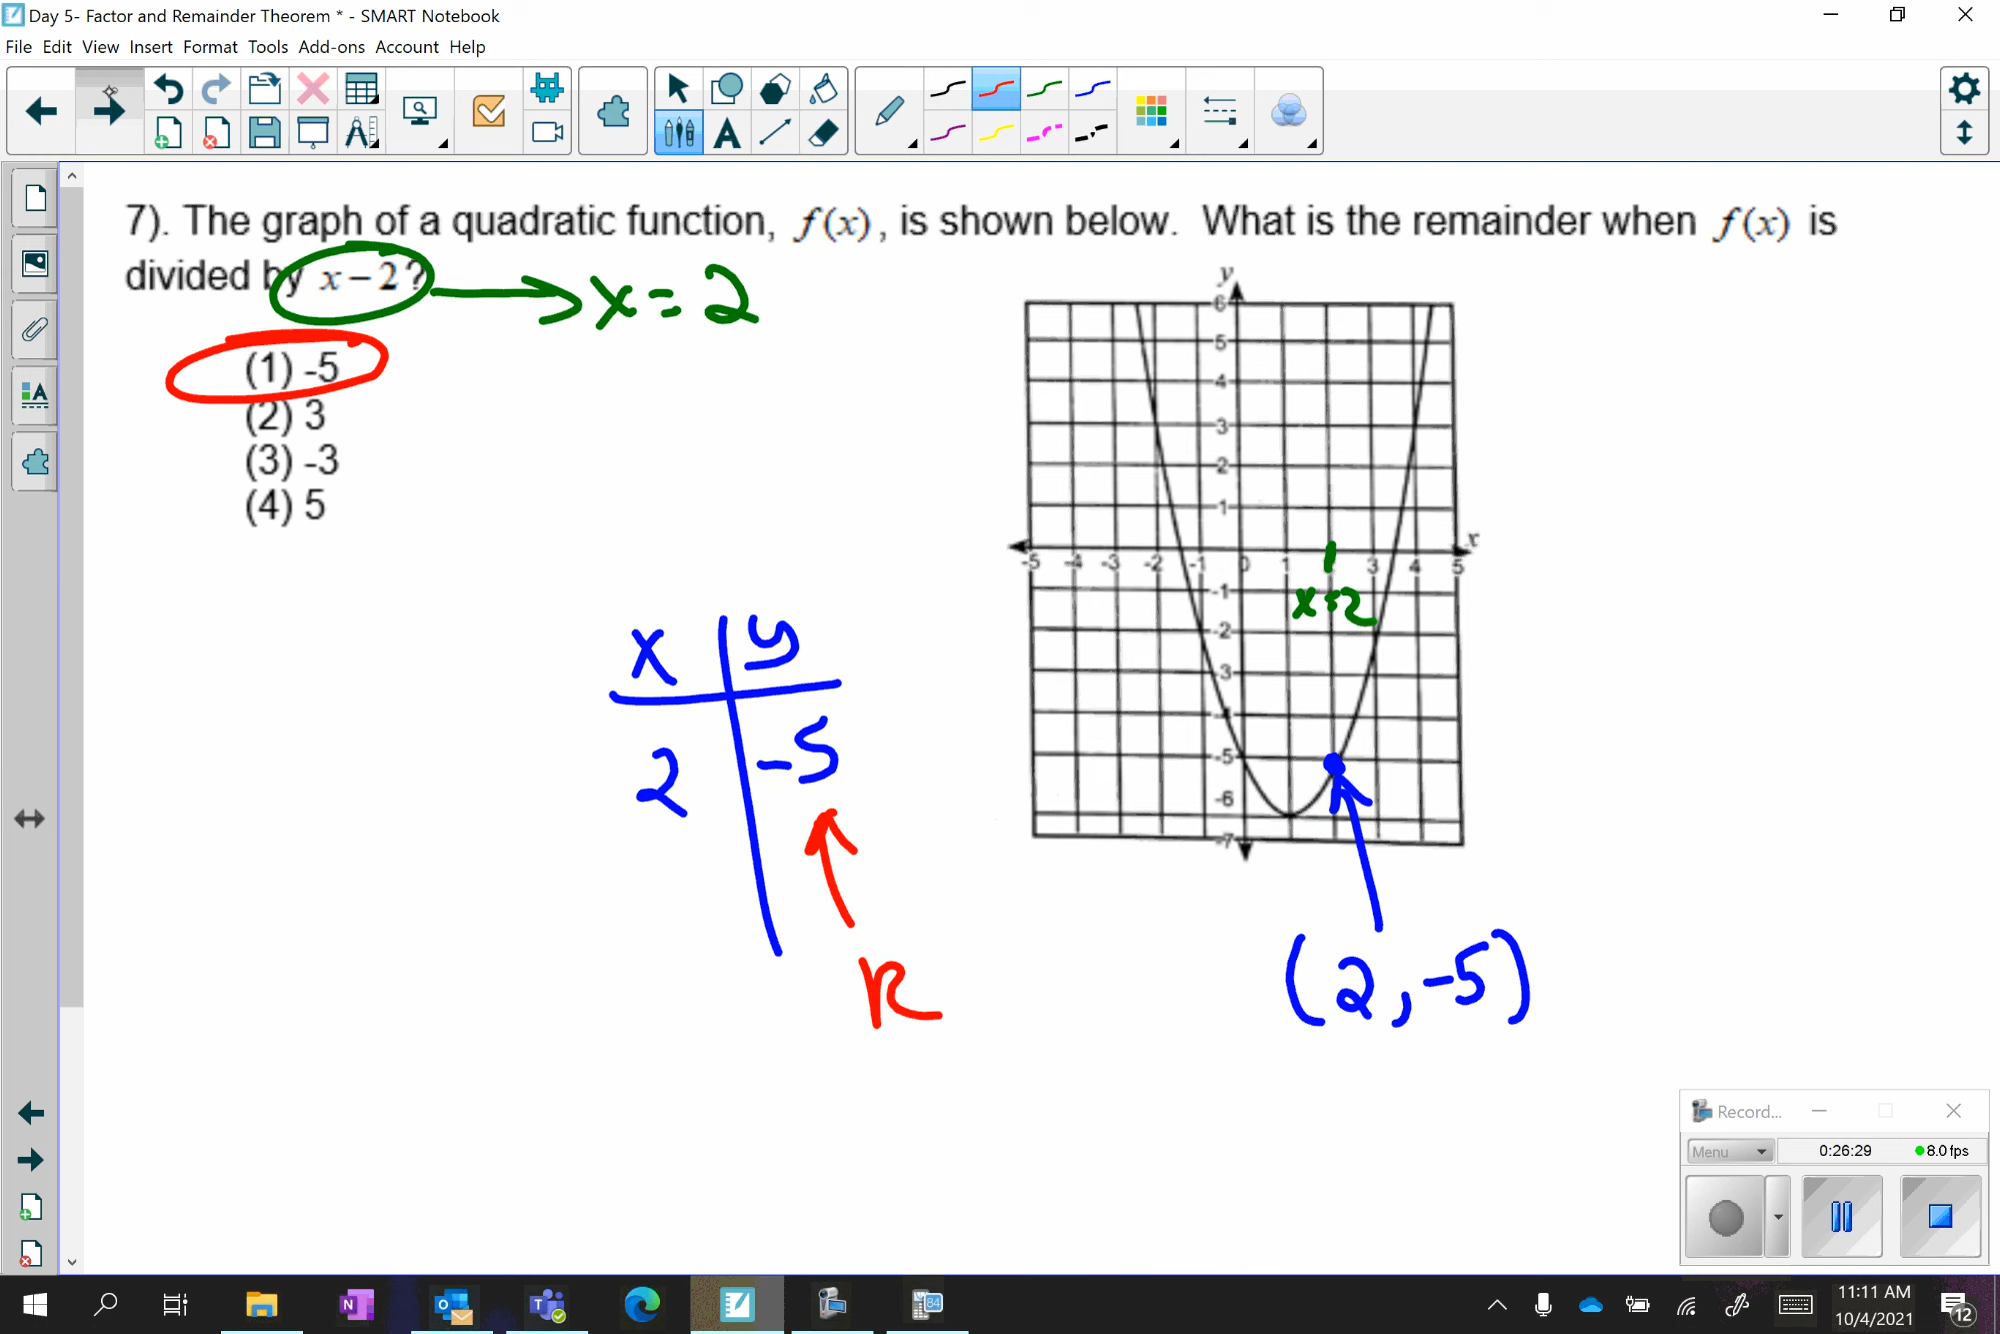 Day 5- Factor and Remainder Theorem * - SMART Notebook
File Edit View Insert Format Tools Add-ons Account Help
7). The graph of a quadratic function, f(x), is shown below. What is the remainder when f(x) is
divided by x – 2?
x = 2
(1) -5
(2) 3
(3) -3
(4) 5
y
6
5
4
3
2
1
x
-5 -4 -3 -2 -1 0 1 3 4 5
-1
x=2
-2
-3
-4
-5
-6
-7
x y
2 -5
R
(2, -5)
Record...
Menu 0:26:29 8.0 fps
84
11:11 AM
10/4/2021
12